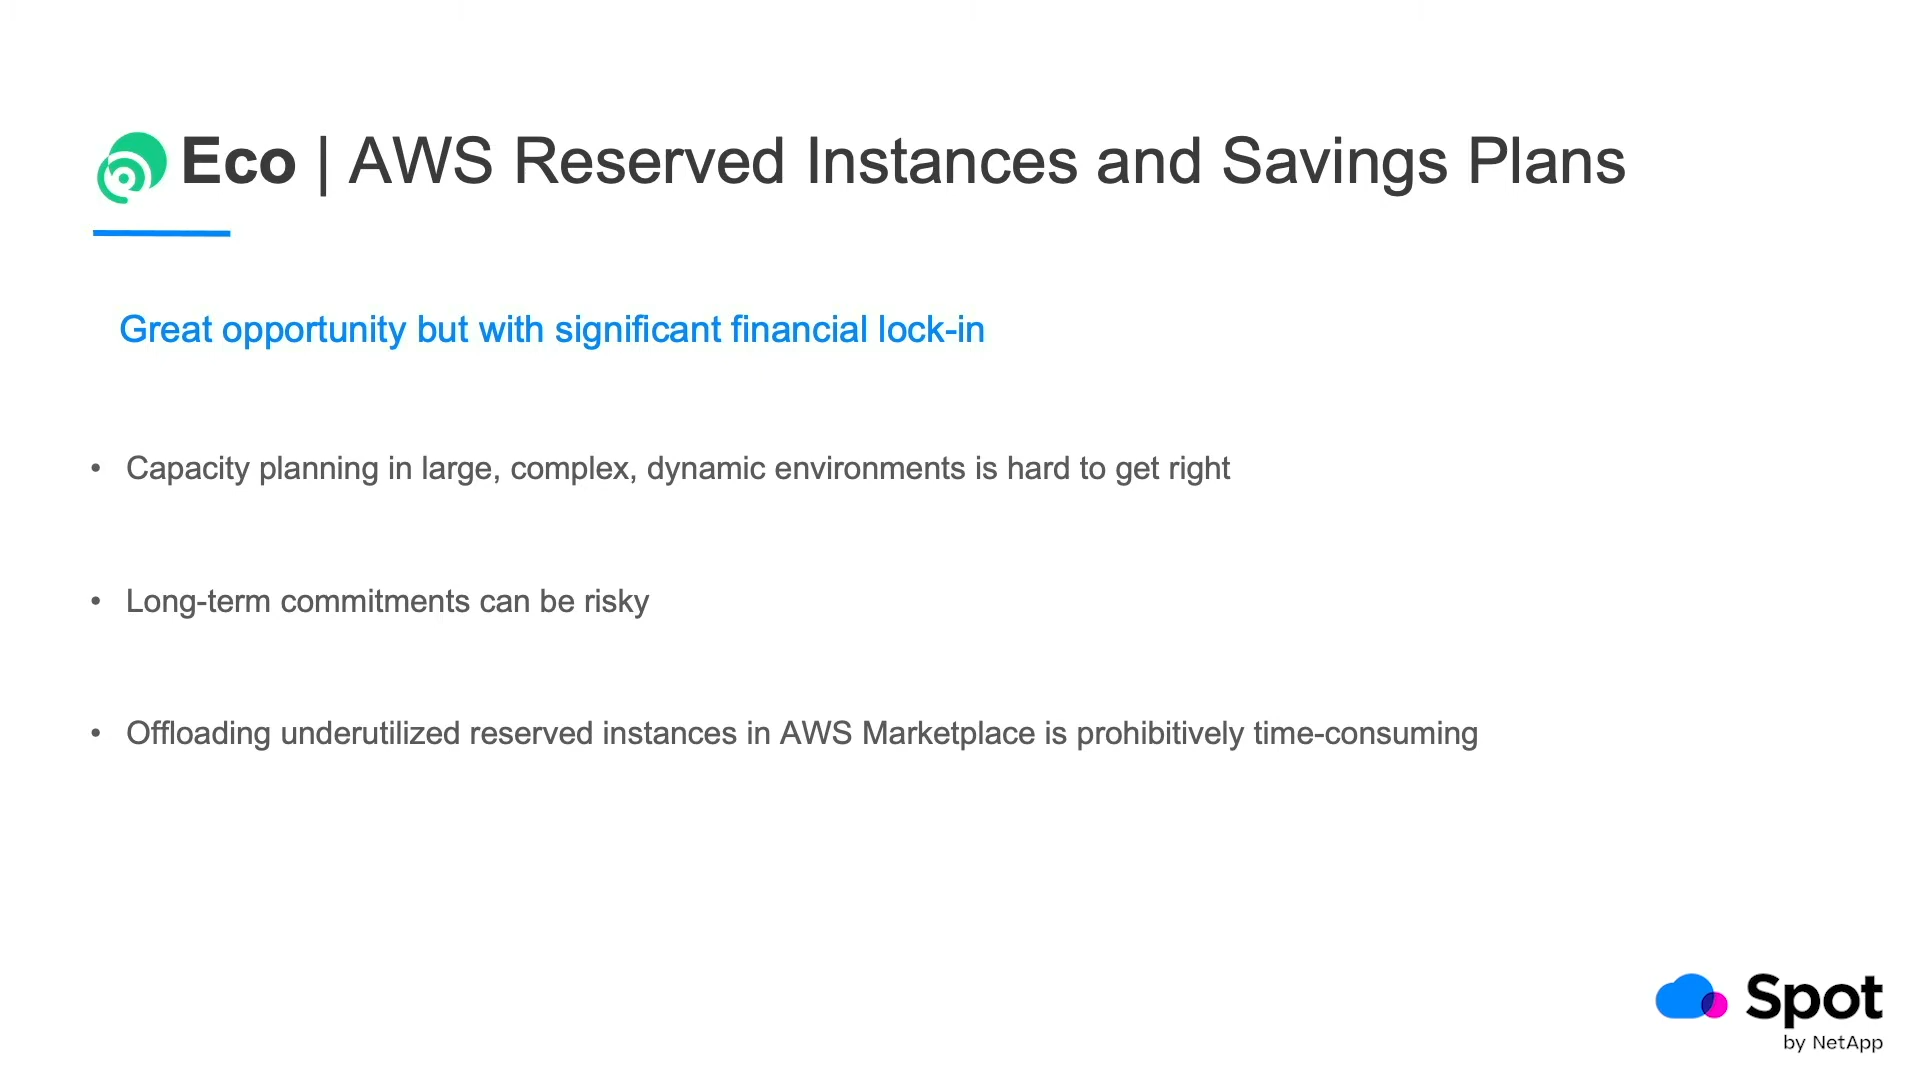 Eco | AWS Reserved Instances and Savings Plans
Great opportunity but with significant financial lock-in
• Capacity planning in large, complex, dynamic environments is hard to get right
• Long-term commitments can be risky
• Offloading underutilized reserved instances in AWS Marketplace is prohibitively time-consuming
Spot
by NetApp